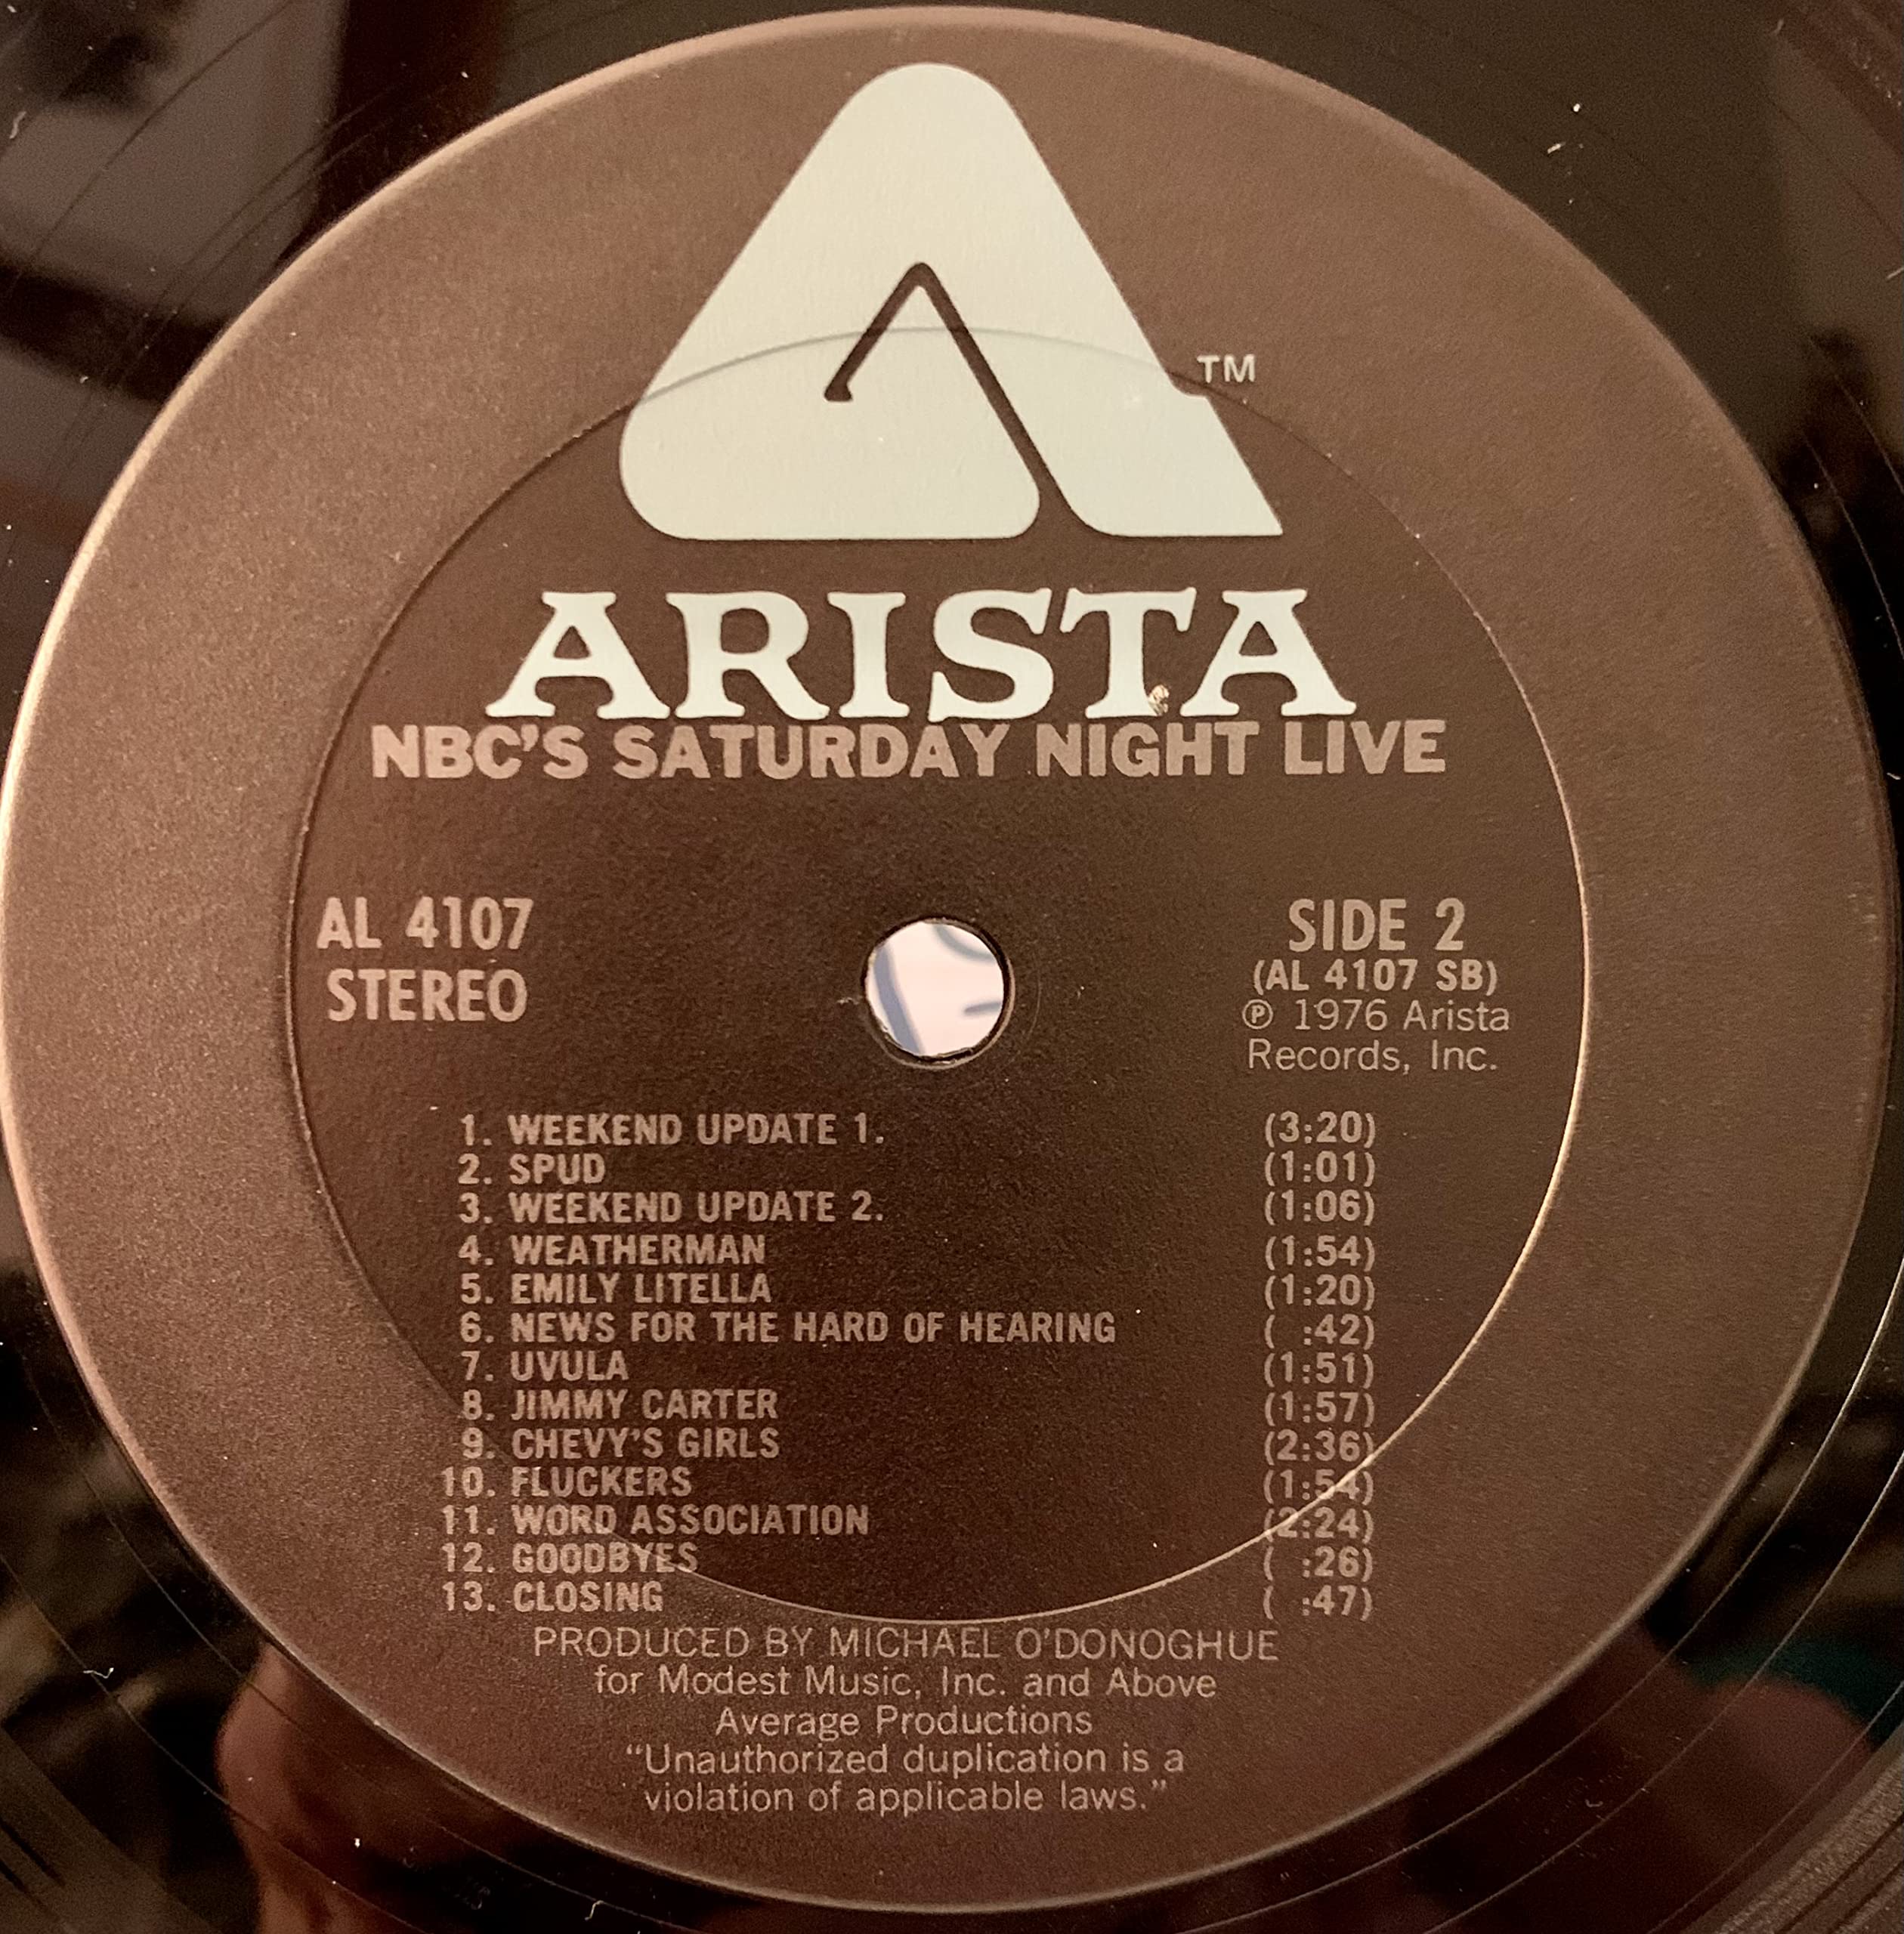 TM
ARISTA
NBC'S SATURDAY NIGHT LIVE
AL 4107
STEREO
SIDE 2
(AL 4107 SB)
℗ 1976 Arista
Records, Inc.
1. WEEKEND UPDATE 1. (3:20)
2. SPUD (1:01)
3. WEEKEND UPDATE 2. (1:06)
4. WEATHERMAN (1:54)
5. EMILY LITELLA (1:20)
6. NEWS FOR THE HARD OF HEARING ( :42)
7. UVULA (1:51)
8. JIMMY CARTER (1:57)
9. CHEVY'S GIRLS (2:36)
10. FLUCKERS (1:54)
11. WORD ASSOCIATION (2:24)
12. GOODBYES ( :26)
13. CLOSING ( :47)
PRODUCED BY MICHAEL O'DONOGHUE
for Modest Music, Inc. and Above
Average Productions
“Unauthorized duplication is a
violation of applicable laws.”